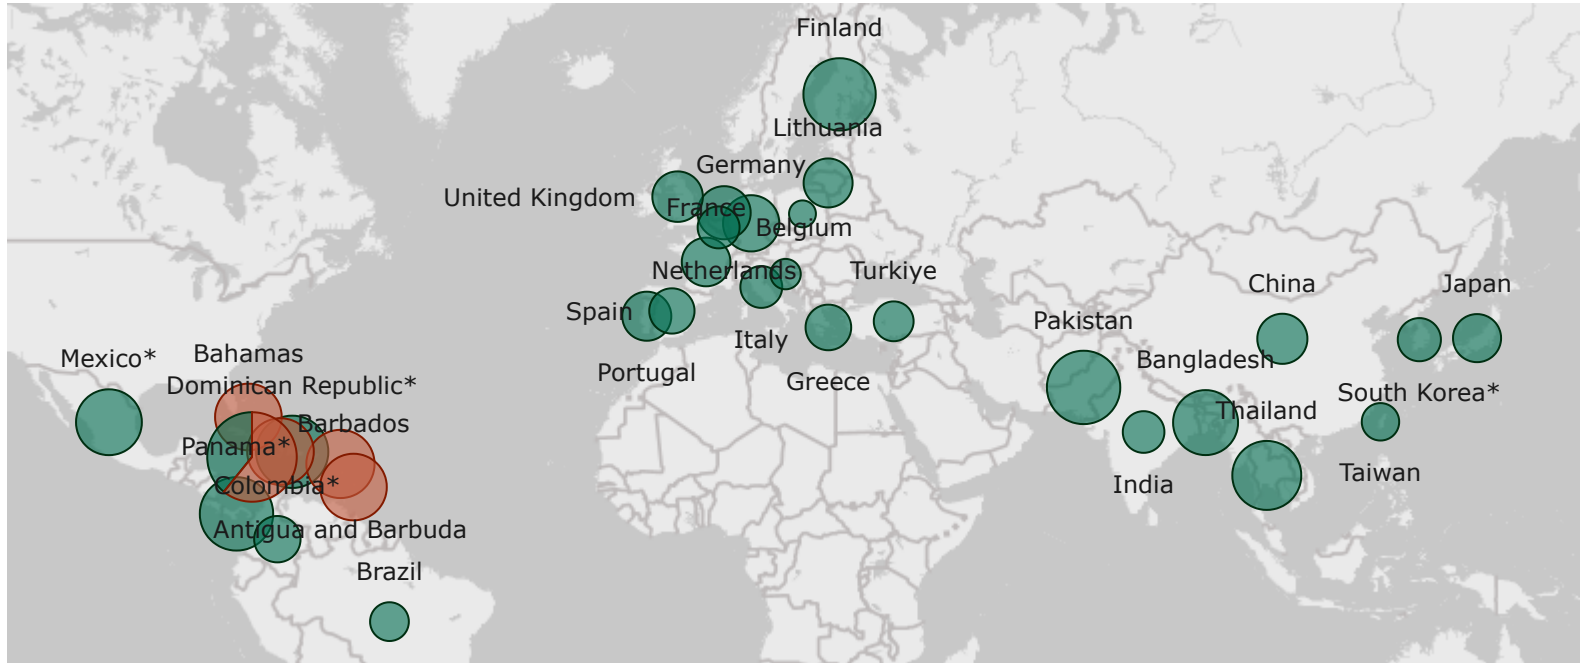 Finland
Lithuania
Germany
United Kingdom
France
Belgium
Netherlands
Turkiye
China
Japan
Spain
Pakistan
Italy
Mexico*
Bahamas
Bangladesh
Portugal
Greece
Dominican Republic*
South Korea*
Barbados
Thailand
Panama*
Taiwan
Colombia*
India
Antigua and Barbuda
Brazil